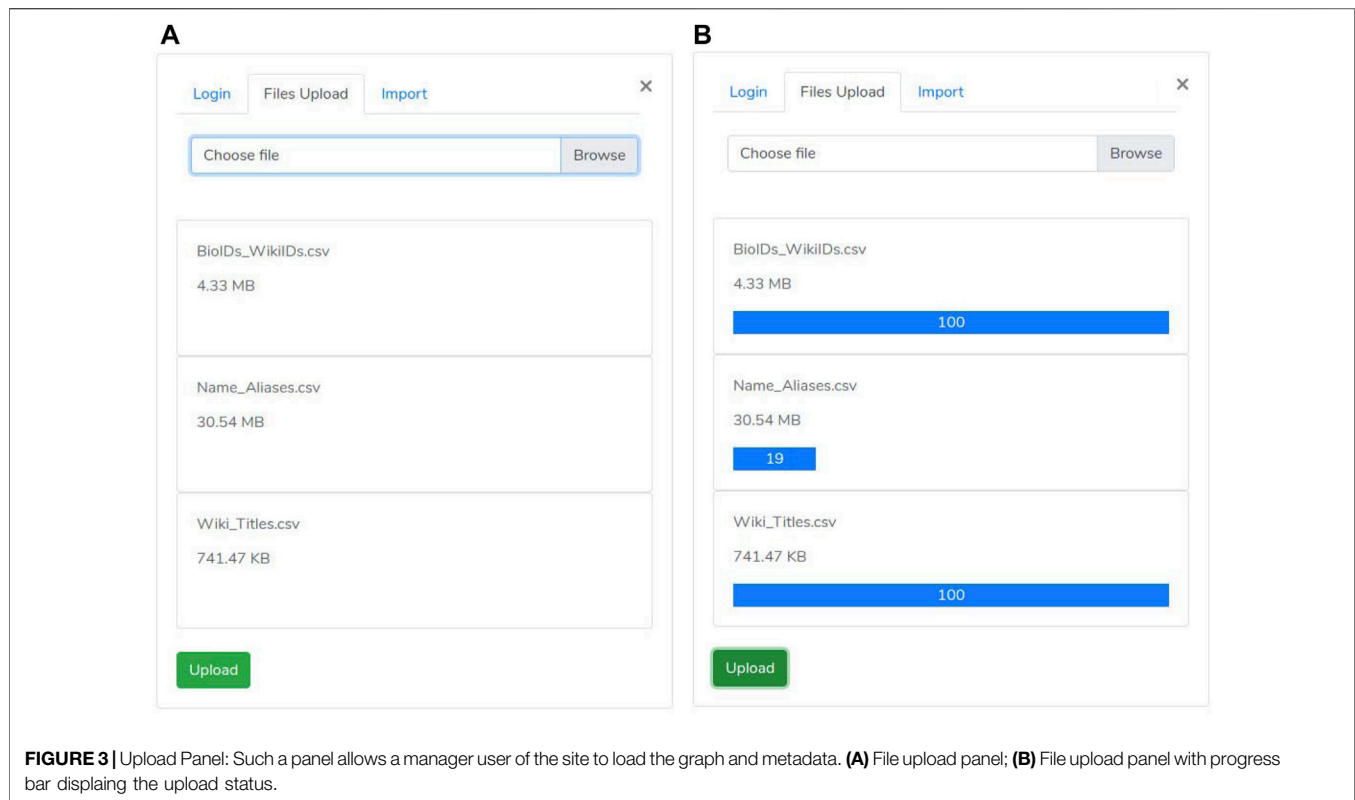 A
Login Files Upload Import ×
Choose file Browse
BioIDs_WikiIDs.csv
4.33 MB
Name_Aliases.csv
30.54 MB
Wiki_Titles.csv
741.47 KB
Upload
B
Login Files Upload Import ×
Choose file Browse
BioIDs_WikiIDs.csv
4.33 MB
100
Name_Aliases.csv
30.54 MB
19
Wiki_Titles.csv
741.47 KB
100
Upload
FIGURE 3 | Upload Panel: Such a panel allows a manager user of the site to load the graph and metadata. (A) File upload panel; (B) File upload panel with progress
bar displaing the upload status.